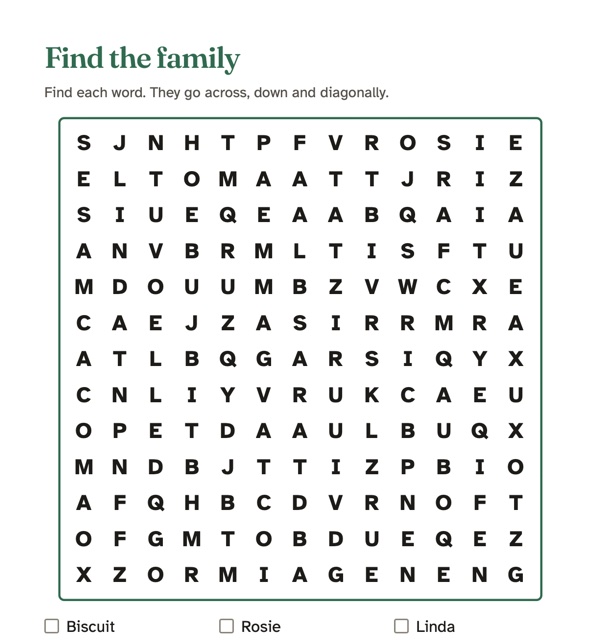 Find the family
Find each word. They go across, down and diagonally.
S J N H T P F V R O S I E
E L T O M A A T T J R I Z
S I U E Q E A A B Q A I A
A N V B R M L T I S F T U
M D O U U M B Z V W C X E
C A E J Z A S I R R M R A
A T L B Q G A R S I Q Y X
C N L I Y V R U K C A E U
O P E T D A A U L B U Q X
M N D B J T T I Z P B I O
A F Q H B C D V R N O F T
O F G M T O B D U E Q E Z
X Z O R M I A G E N E N G
Biscuit Rosie Linda